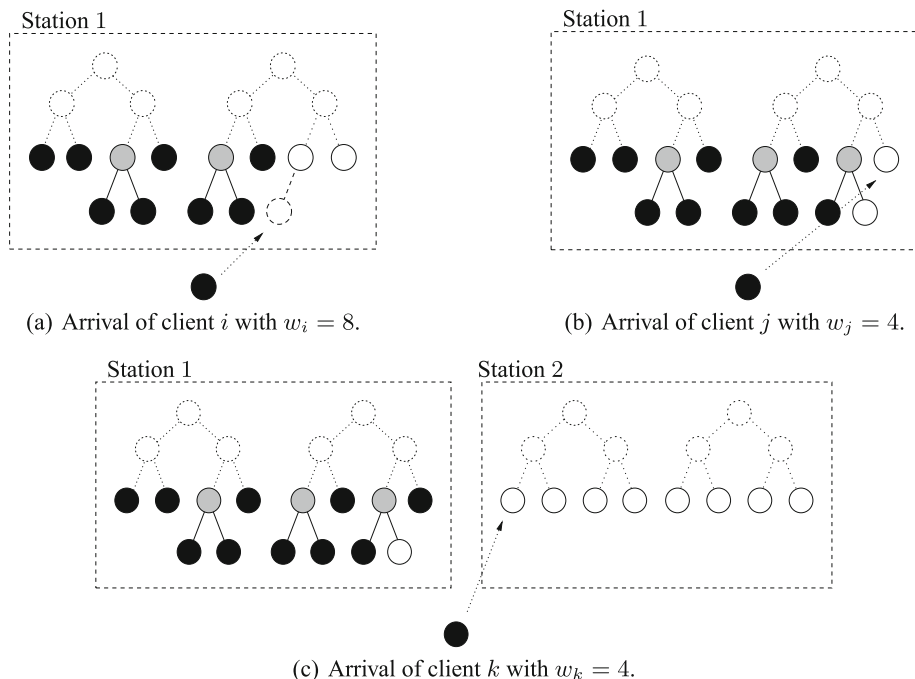 Station 1
Station 1
(a) Arrival of client i with w_i = 8.
(b) Arrival of client j with w_j = 4.
Station 1
Station 2
(c) Arrival of client k with w_k = 4.